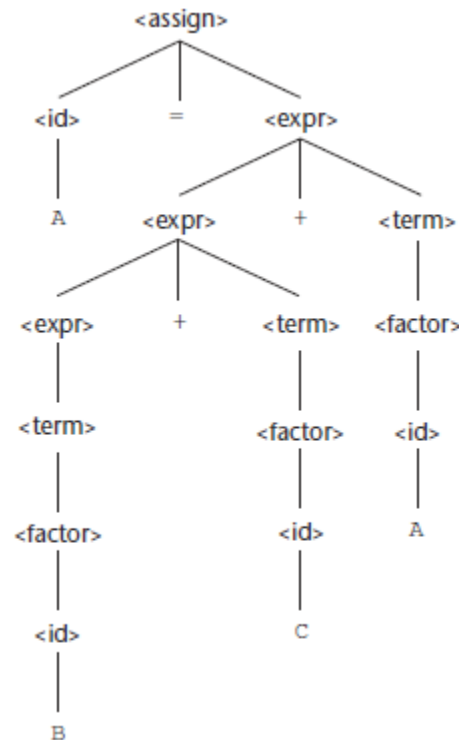 <assign>
<id> = <expr>
A <expr> + <term>
<expr> + <term> <factor>
<term> <factor> <id>
<factor> <id> A
<id> C
B